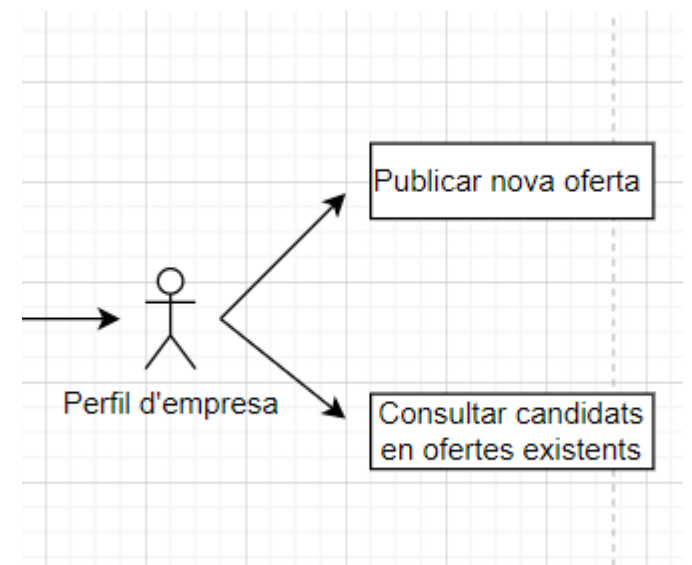 Publicar nova oferta
Perfil d'empresa
Consultar candidats
en ofertes existents